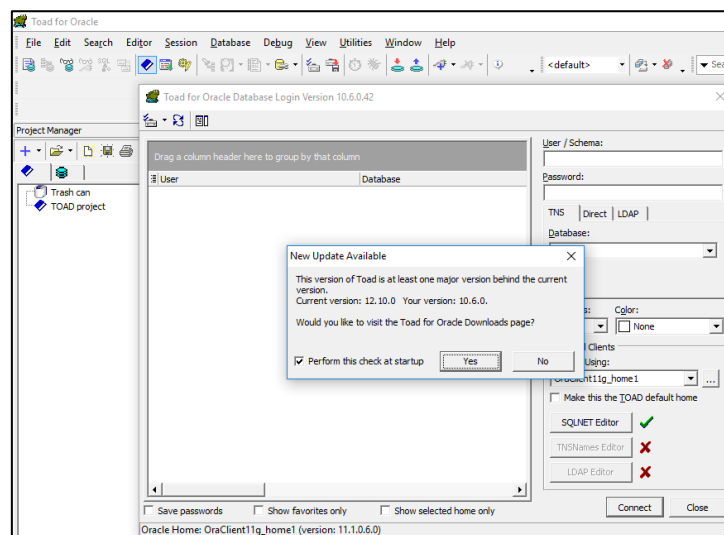 Toad for Oracle
File Edit Search Editor Session Database Debug View Utilities Window Help
<default>
Sea
Toad for Oracle Database Login Version 10.6.0.42
Project Manager
Trash can
TOAD project
Drag a column header here to group by that column
User Database
User / Schema:
Password:
TNS Direct LDAP
Database:
New Update Available
This version of Toad is at least one major version behind the current
version.
Current version: 12.10.0 Your version: 10.6.0.
Would you like to visit the Toad for Oracle Downloads page?
Perform this check at startup Yes No
Color:
None
Clients
Using:
OraClient11g_home1
...
Make this the TOAD default home
SQLNET Editor
TNSNames Editor
LDAP Editor
Save passwords Show favorites only Show selected home only
Connect Close
Oracle Home: OraClient11g_home1 (version: 11.1.0.6.0)